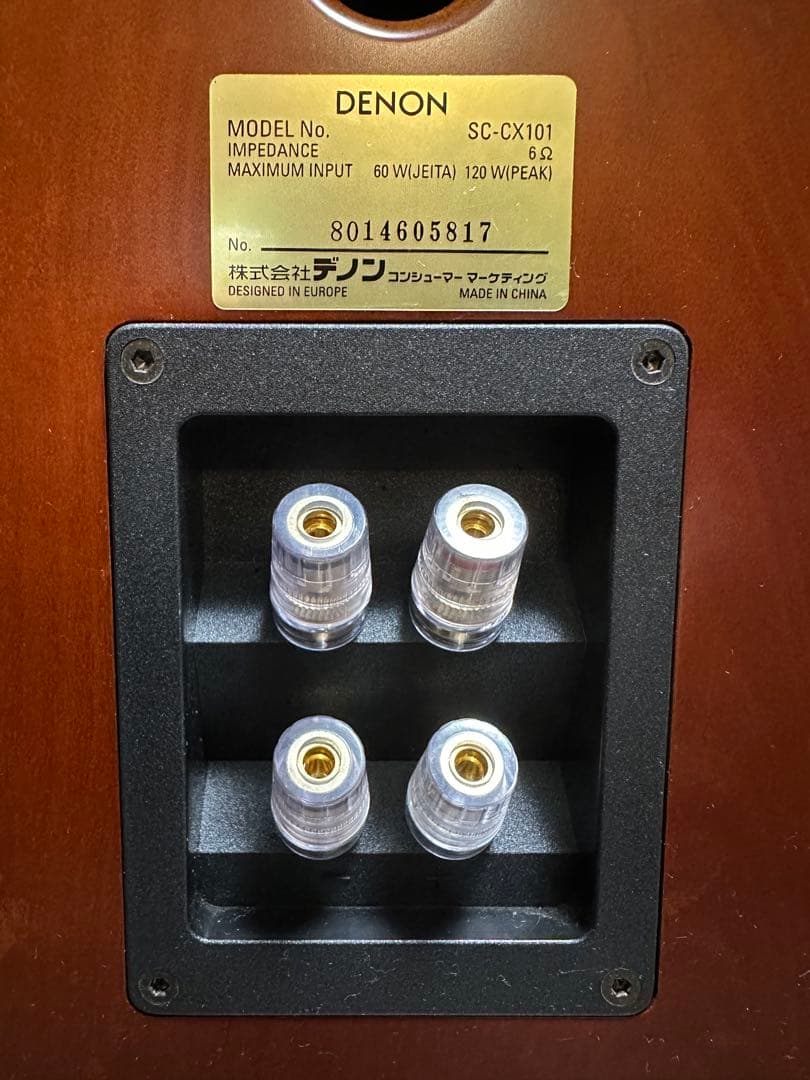 DENON
MODEL No. SC-CX101
IMPEDANCE 6 Ω
MAXIMUM INPUT 60 W(JEITA) 120 W(PEAK)
No. 8014605817
株式会社デノン コンシューマー マーケティング
DESIGNED IN EUROPE MADE IN CHINA